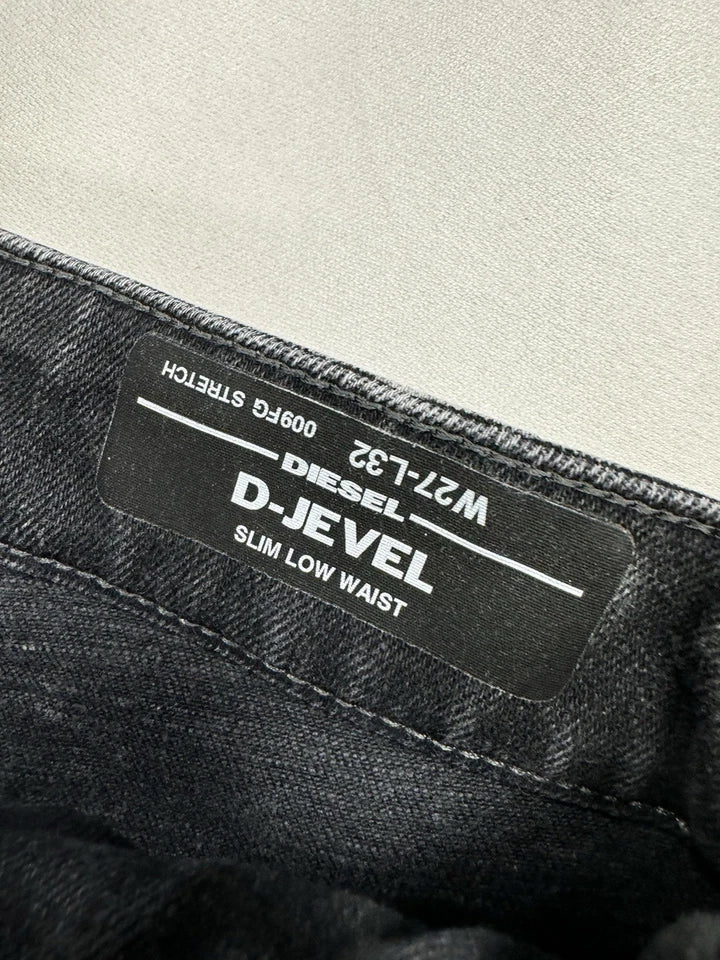 DIESEL
D-JEVEL
SLIM LOW WAIST
W27-L32
009FG STRETCH